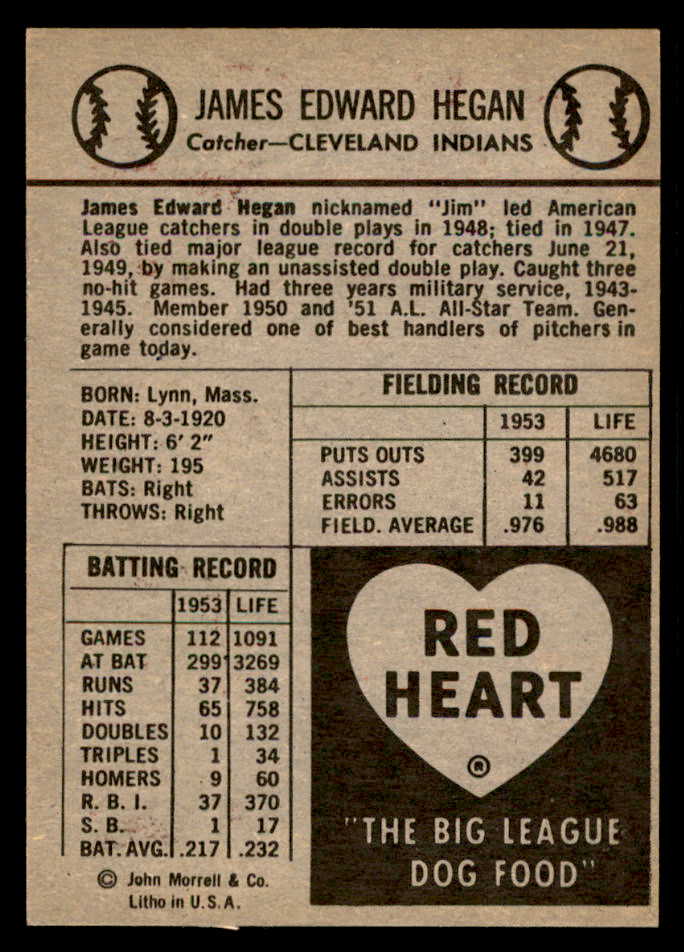 JAMES EDWARD HEGAN
Catcher—CLEVELAND INDIANS
James Edward Hegan nicknamed "Jim" led American
League catchers in double plays in 1948; tied in 1947.
Also tied major league record for catchers June 21,
1949, by making an unassisted double play. Caught three
no-hit games. Had three years military service, 1943-
1945. Member 1950 and '51 A.L. All-Star Team. Gen-
erally considered one of best handlers of pitchers in
game today.
BORN: Lynn, Mass.
DATE: 8-3-1920
HEIGHT: 6' 2"
WEIGHT: 195
BATS: Right
THROWS: Right
FIELDING RECORD
1953 LIFE
PUTS OUTS 399 4680
ASSISTS 42 517
ERRORS 11 63
FIELD. AVERAGE .976 .988
BATTING RECORD
1953 LIFE
GAMES 112 1091
AT BAT 299 3269
RUNS 37 384
HITS 65 758
DOUBLES 10 132
TRIPLES 1 34
HOMERS 9 60
R. B. I. 37 370
S. B. 1 17
BAT. AVG. .217 .232
© John Morrell & Co.
Litho in U.S.A.
RED
HEART
®
"THE BIG LEAGUE
DOG FOOD"